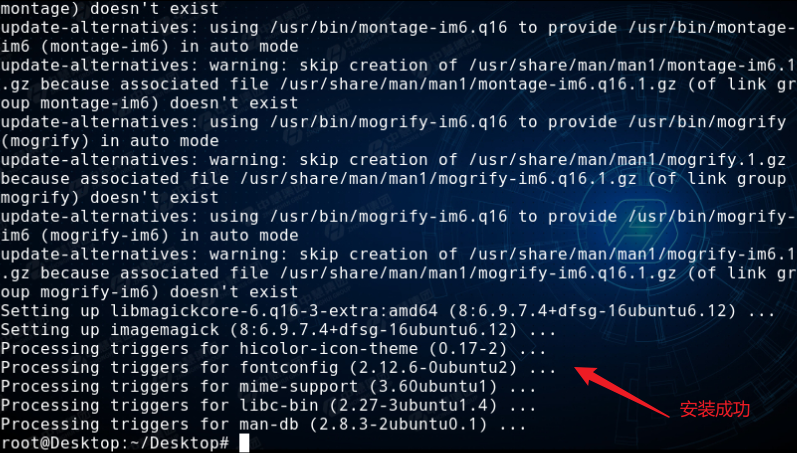 montage) doesn't exist
update-alternatives: using /usr/bin/montage-im6.q16 to provide /usr/bin/montage-
im6 (montage-im6) in auto mode
update-alternatives: warning: skip creation of /usr/share/man/man1/montage-im6.1
.gz because associated file /usr/share/man/man1/montage-im6.q16.1.gz (of link gr
oup montage-im6) doesn't exist
update-alternatives: using /usr/bin/mogrify-im6.q16 to provide /usr/bin/mogrify
(mogrify) in auto mode
update-alternatives: warning: skip creation of /usr/share/man/man1/mogrify.1.gz
because associated file /usr/share/man/man1/mogrify-im6.q16.1.gz (of link group
mogrify) doesn't exist
update-alternatives: using /usr/bin/mogrify-im6.q16 to provide /usr/bin/mogrify-
im6 (mogrify-im6) in auto mode
update-alternatives: warning: skip creation of /usr/share/man/man1/mogrify-im6.1
.gz because associated file /usr/share/man/man1/mogrify-im6.q16.1.gz (of link gr
oup mogrify-im6) doesn't exist
Setting up libmagickcore-6.q16-3-extra:amd64 (8:6.9.7.4+dfsg-16ubuntu6.12) ...
Setting up imagemagick (8:6.9.7.4+dfsg-16ubuntu6.12) ...
Processing triggers for hicolor-icon-theme (0.17-2) ...
Processing triggers for fontconfig (2.12.6-0ubuntu2) ...
Processing triggers for mime-support (3.60ubuntu1) ...
Processing triggers for libc-bin (2.27-3ubuntu1.4) ...
安装成功
Processing triggers for man-db (2.8.3-2ubuntu0.1) ...
root@Desktop:~/Desktop#